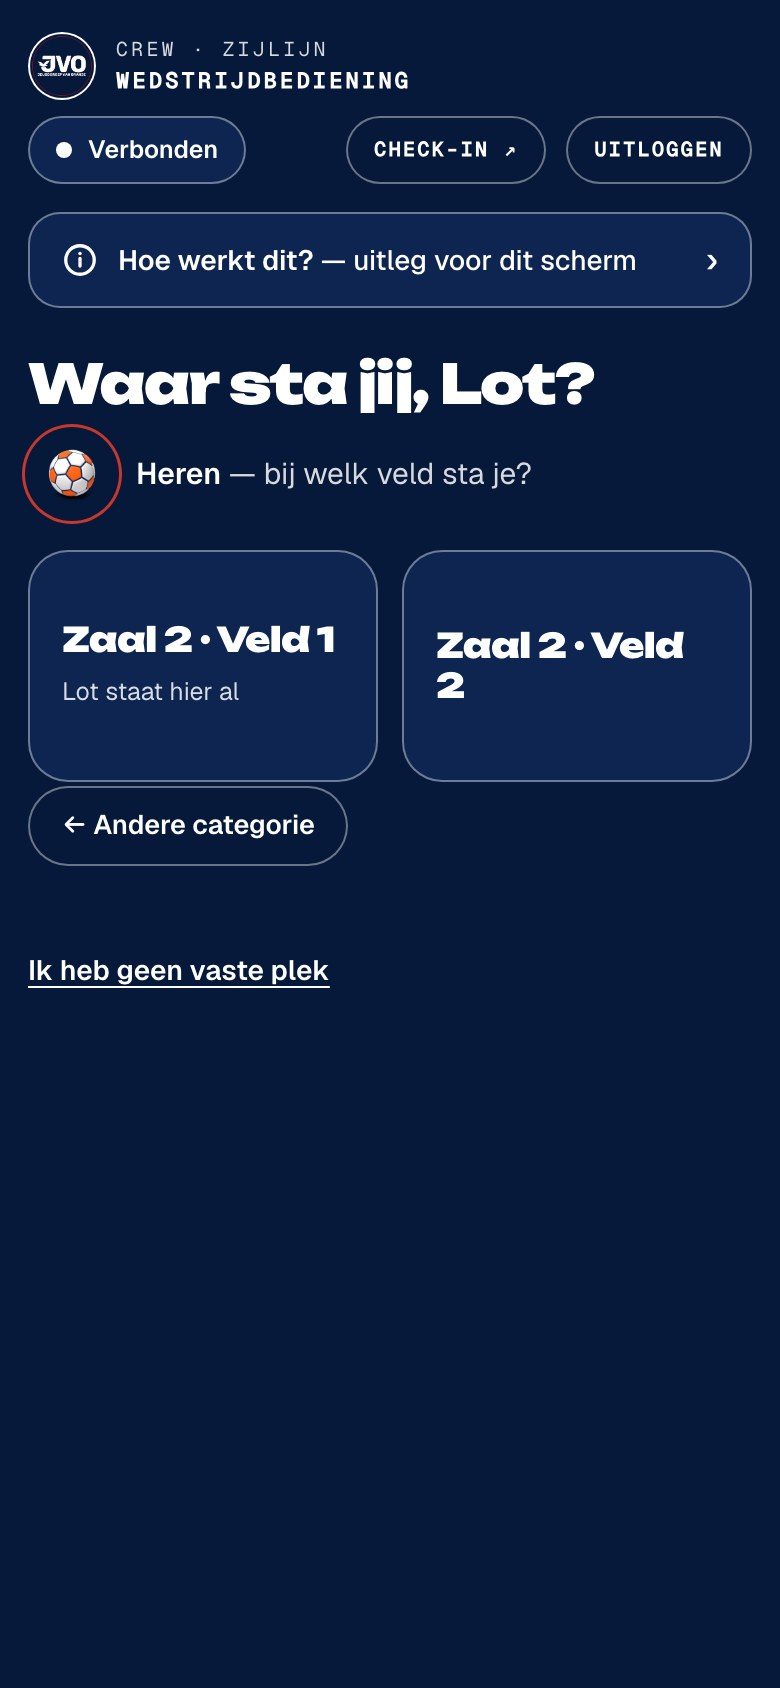 JVO
CREW · ZIJLIJN
WEDSTRIJDBEDIENING
Verbonden
CHECK-IN ↗
UITLOGGEN
Hoe werkt dit? — uitleg voor dit scherm ›
Waar sta jij, Lot?
Heren — bij welk veld sta je?
Zaal 2 · Veld 1
Lot staat hier al
Zaal 2 · Veld
2
← Andere categorie
Ik heb geen vaste plek